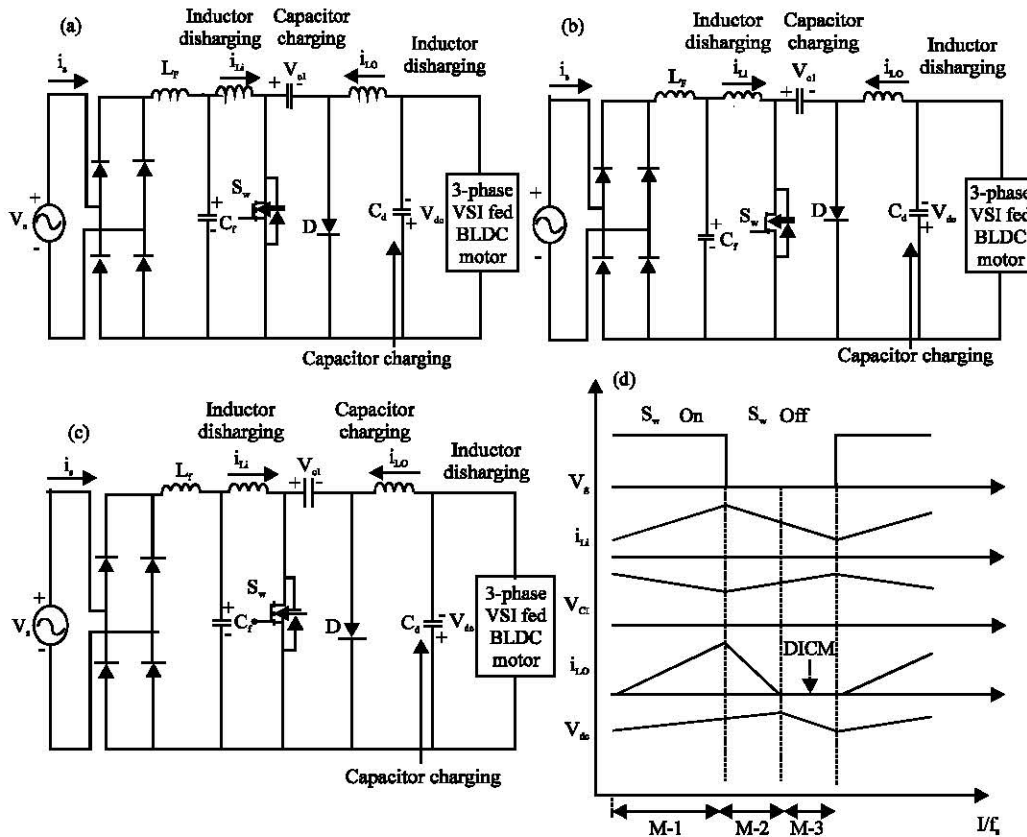 (a)
Inductor
disharging
Capacitor
charging
Inductor
disharging
i_s
L_F
i_Li
V_c1
i_LO
+ -
V_s
+
-
C_f
+
-
S_w
D
C_d
-
+
V_dc
3-phase
VSI fed
BLDC
motor
Capacitor charging
(b)
Inductor
disharging
Capacitor
charging
Inductor
disharging
i_s
L_F
i_Li
V_c1
i_LO
+ -
+
-
C_f
+
-
S_w
D
C_d
-
+
V_dc
3-phase
VSI fed
BLDC
motor
Capacitor charging
(c)
Inductor
disharging
Capacitor
charging
Inductor
disharging
i_s
L_f
i_Li
V_c1
i_LO
+ -
V_s
+
-
C_f
+
-
S_w
D
C_d
-
+
V_dc
3-phase
VSI fed
BLDC
motor
Capacitor charging
(d)
S_w On S_w Off
V_g
i_Li
V_CI
i_LO
DICM
V_dc
M-1 M-2 M-3
I/f_s